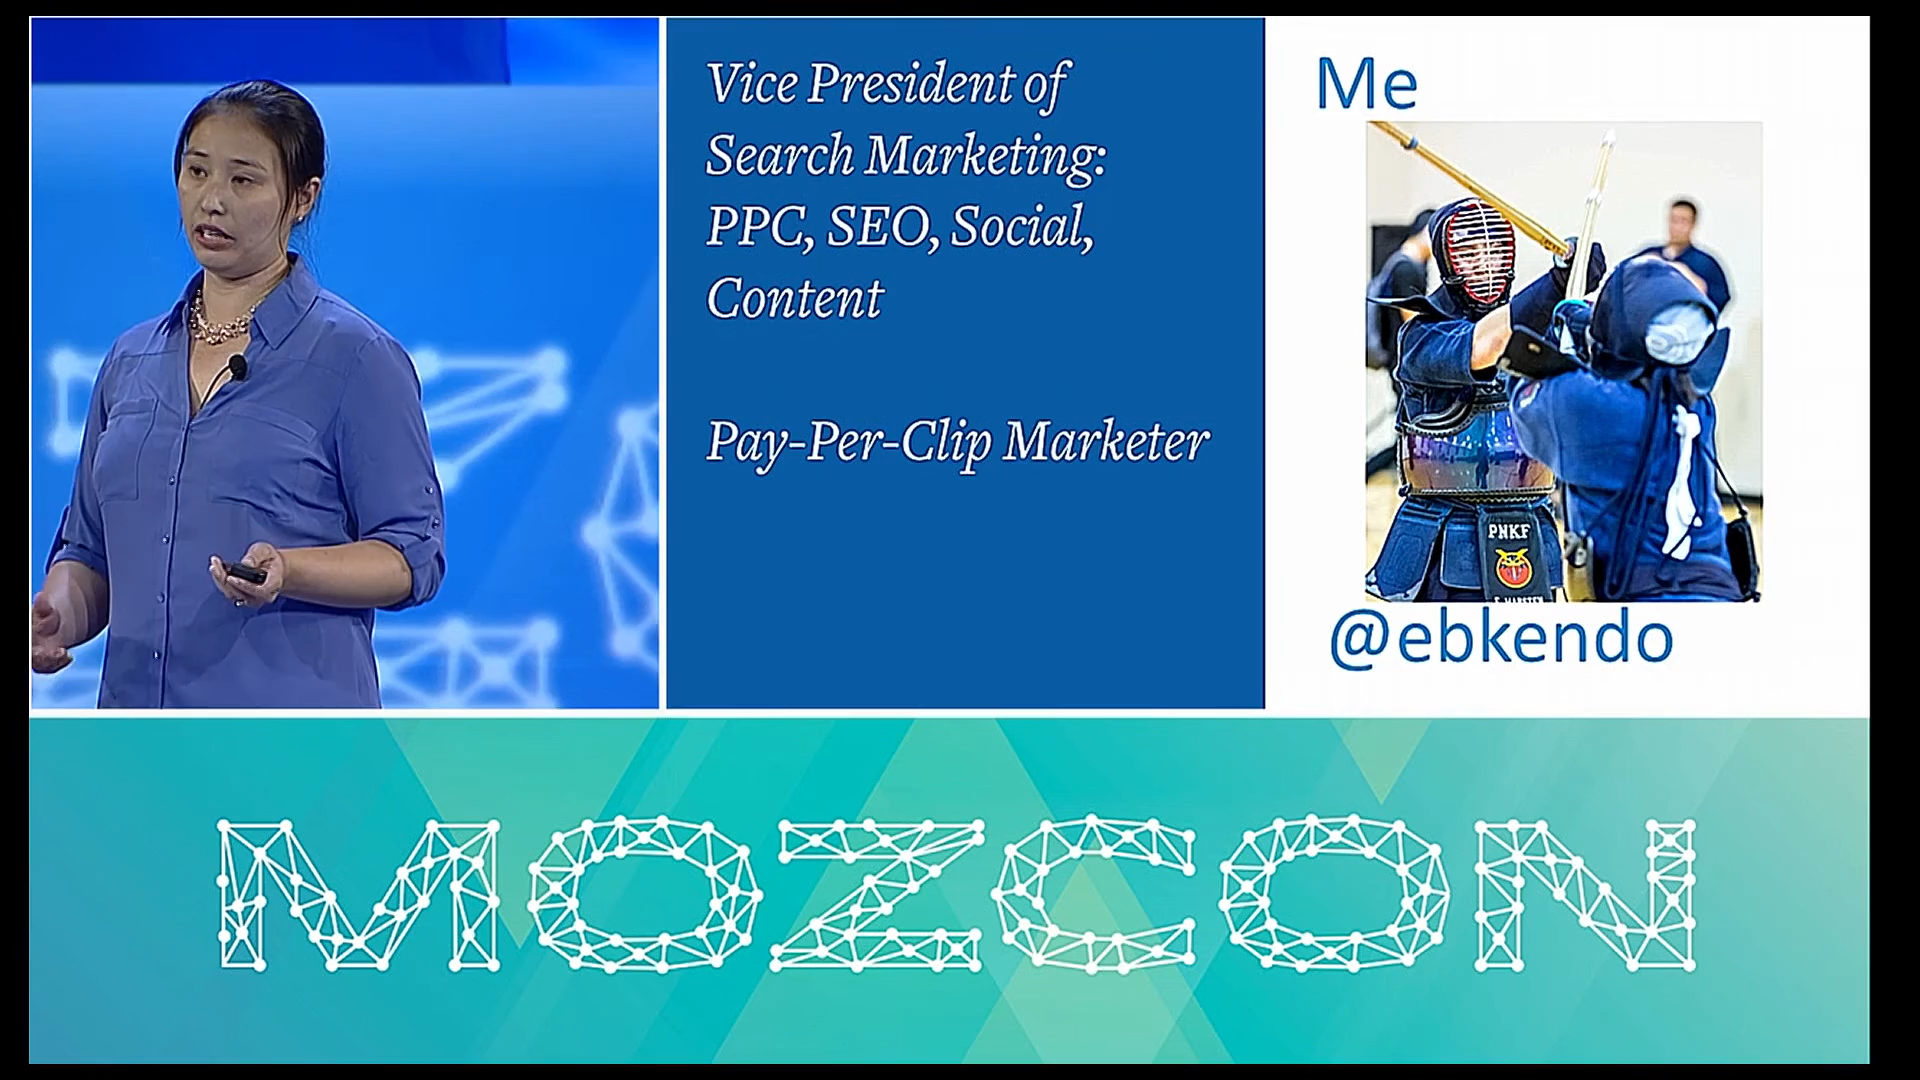 Vice President of
Search Marketing:
PPC, SEO, Social,
Content
Pay-Per-Clip Marketer
Me
PNKF
@ebkendo
MOZCON